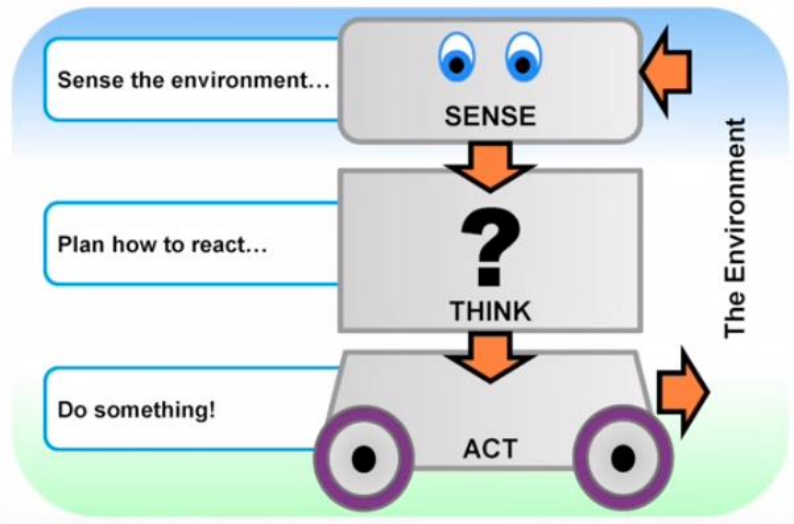 Sense the environment...
SENSE
Plan how to react...
?
THINK
Do something!
ACT
The Environment